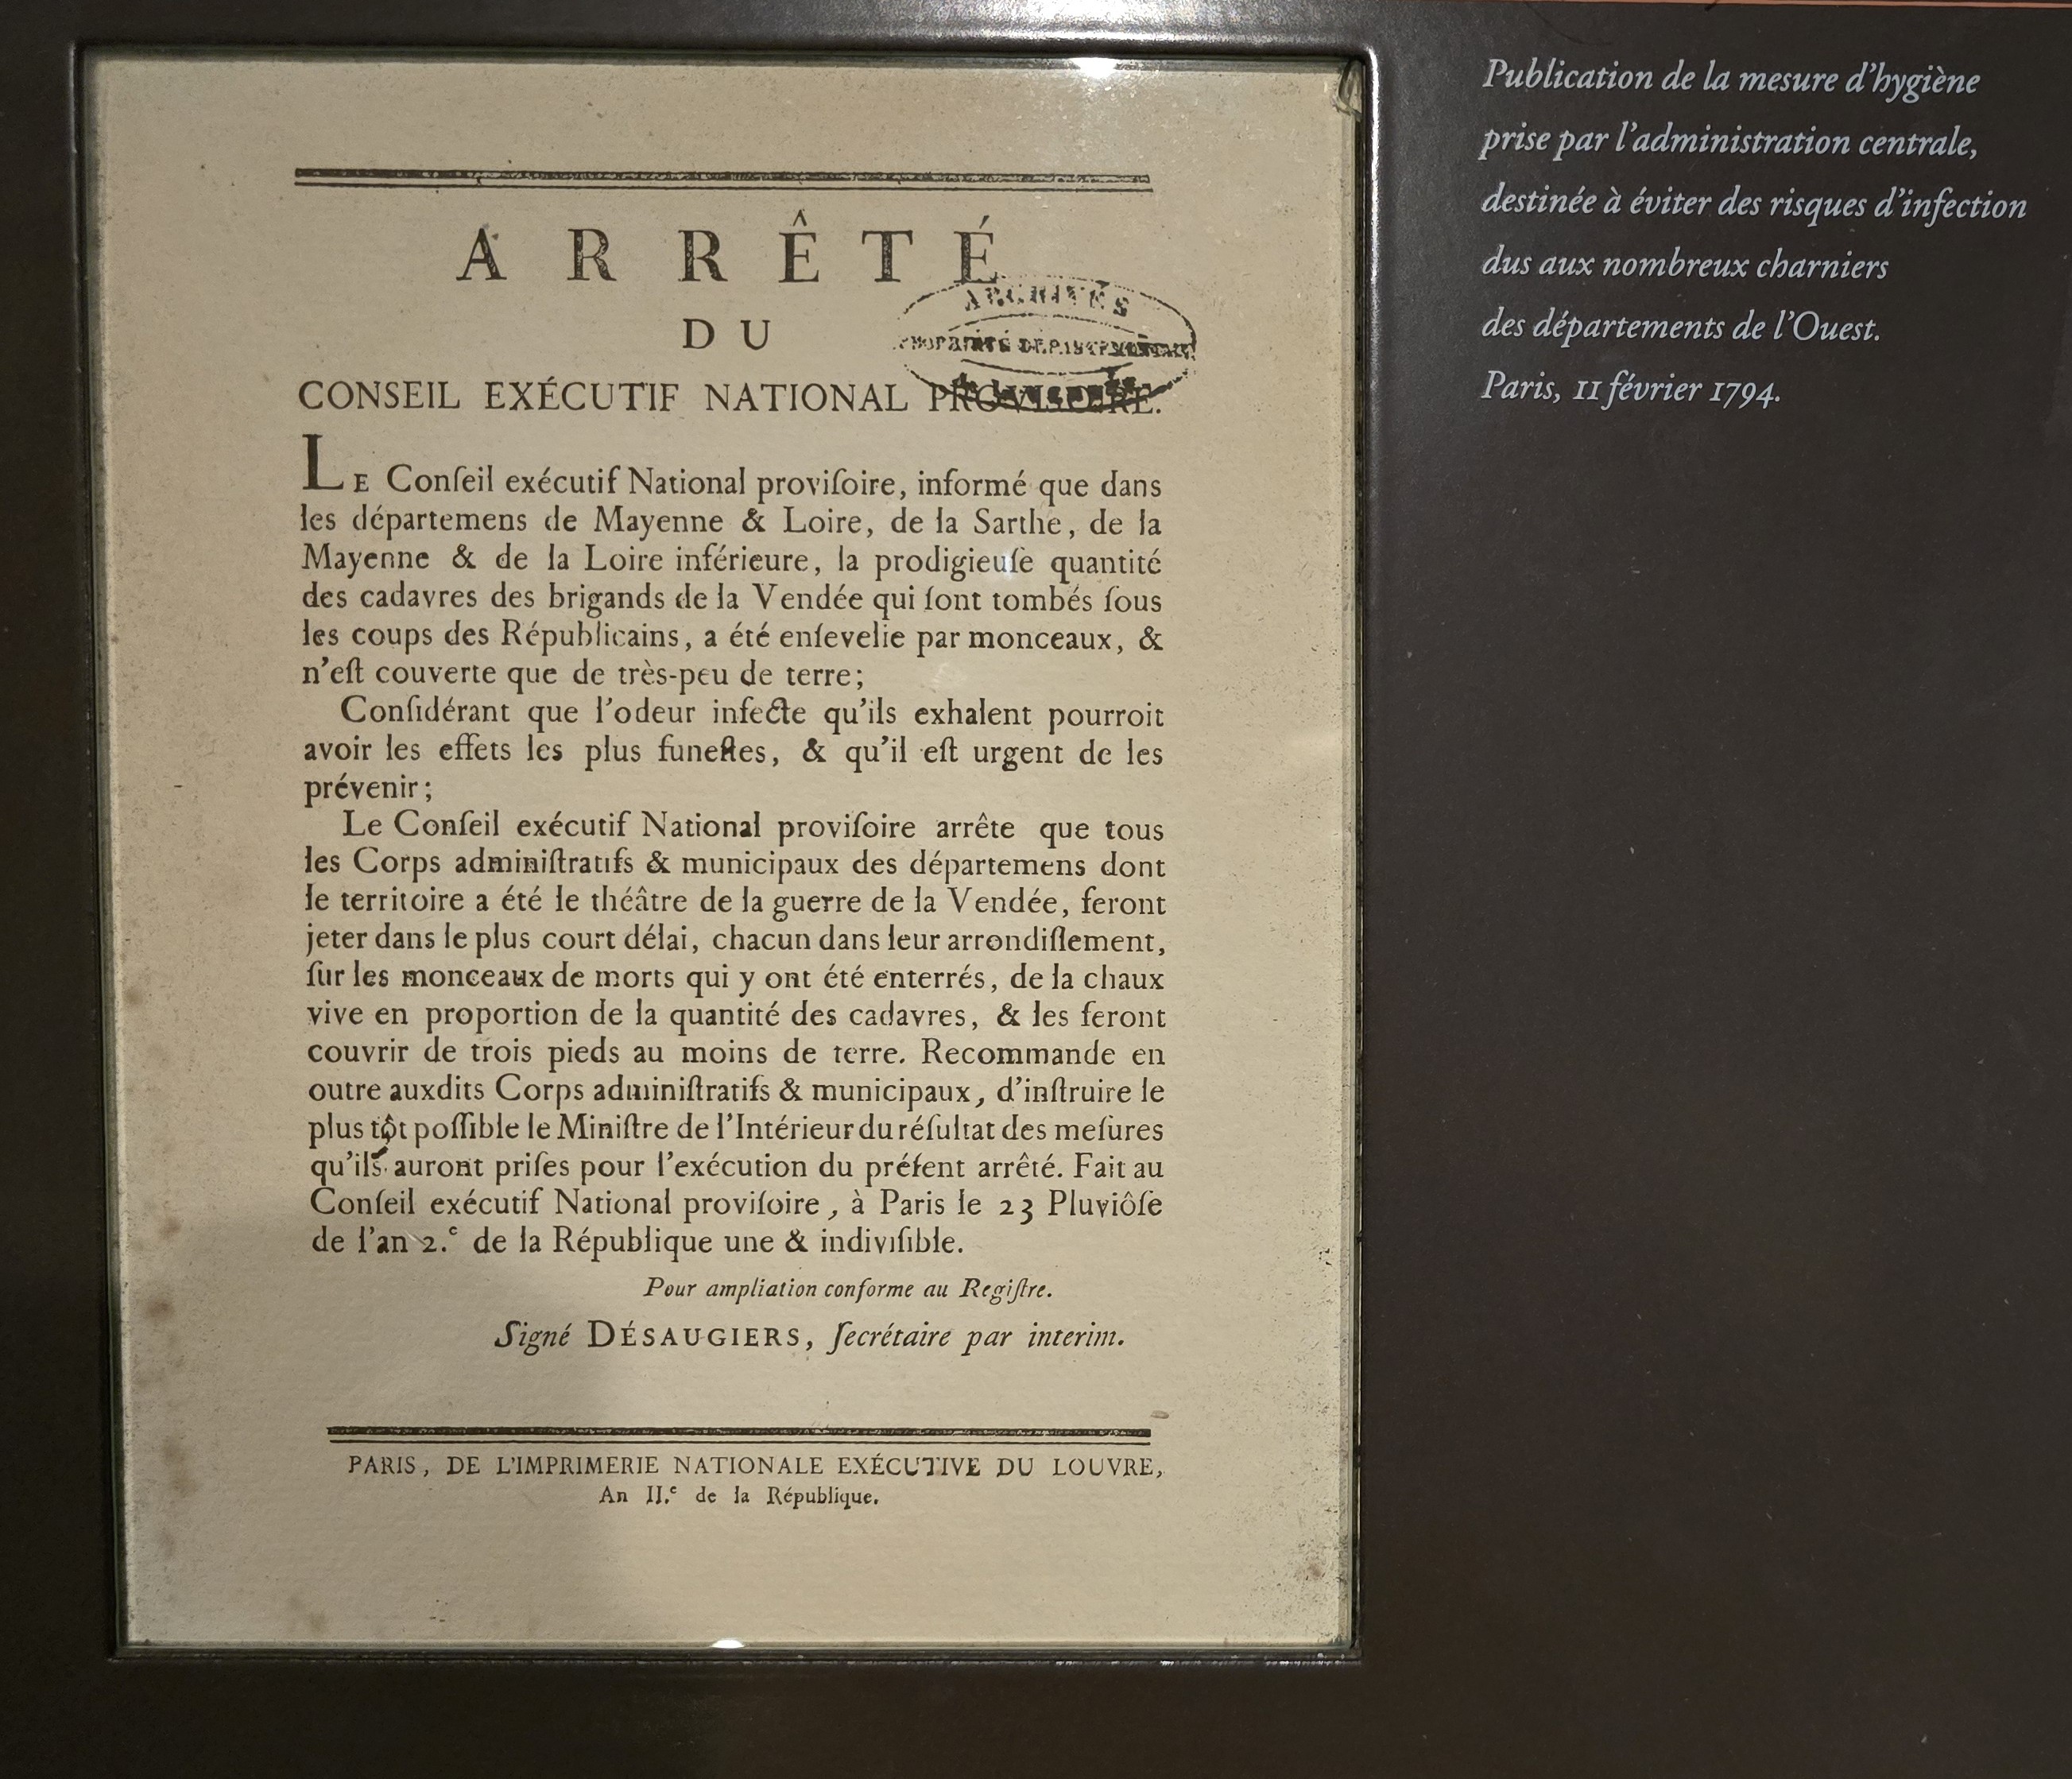 ARRÊTÉ
DU
CONSEIL EXÉCUTIF NATIONAL PROVISOIRE.
ARCHIVES
PROPRIÉTÉ DÉPARTEMENTALE
LE Conſeil exécutif National proviſoire, informé que dans
les départemens de Mayenne & Loire, de la Sarthe, de la
Mayenne & de la Loire inférieure, la prodigieuſe quantité
des cadavres des brigands de la Vendée qui ſont tombés ſous
les coups des Républicains, a été enſevelie par monceaux, &
n'eſt couverte que de très-peu de terre;
Conſidérant que l'odeur infecte qu'ils exhalent pourroit
avoir les effets les plus funeſtes, & qu'il eſt urgent de les
prévenir;
Le Conſeil exécutif National proviſoire arrête que tous
les Corps adminiſtratifs & municipaux des départemens dont
le territoire a été le théâtre de la guerre de la Vendée, feront
jeter dans le plus court délai, chacun dans leur arrondiſſement,
ſur les monceaux de morts qui y ont été enterrés, de la chaux
vive en proportion de la quantité des cadavres, & les feront
couvrir de trois pieds au moins de terre. Recommande en
outre auxdits Corps adminiſtratifs & municipaux, d'inſtruire le
plus tôt poſſible le Miniſtre de l'Intérieur du réſultat des meſures
qu'ils auront priſes pour l'exécution du préſent arrêté. Fait au
Conſeil exécutif National proviſoire, à Paris le 23 Pluviôſe
de l'an 2.e de la République une & indiviſible.
Pour ampliation conforme au Regiſtre.
Signé DÉSAUGIERS, ſecrétaire par interim.
PARIS, DE L'IMPRIMERIE NATIONALE EXÉCUTIVE DU LOUVRE,
An II.e de la République.
Publication de la mesure d'hygiène
prise par l'administration centrale,
destinée à éviter des risques d'infection
dus aux nombreux charniers
des départements de l'Ouest.
Paris, 11 février 1794.